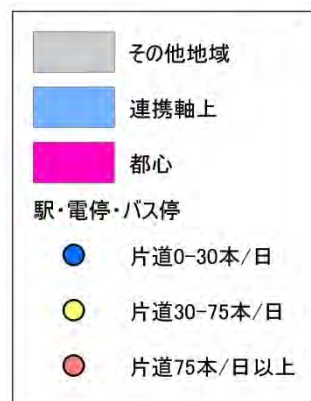 その他地域
連携軸上
都心
駅・電停・バス停
片道0-30本/日
片道30-75本/日
片道75本/日以上